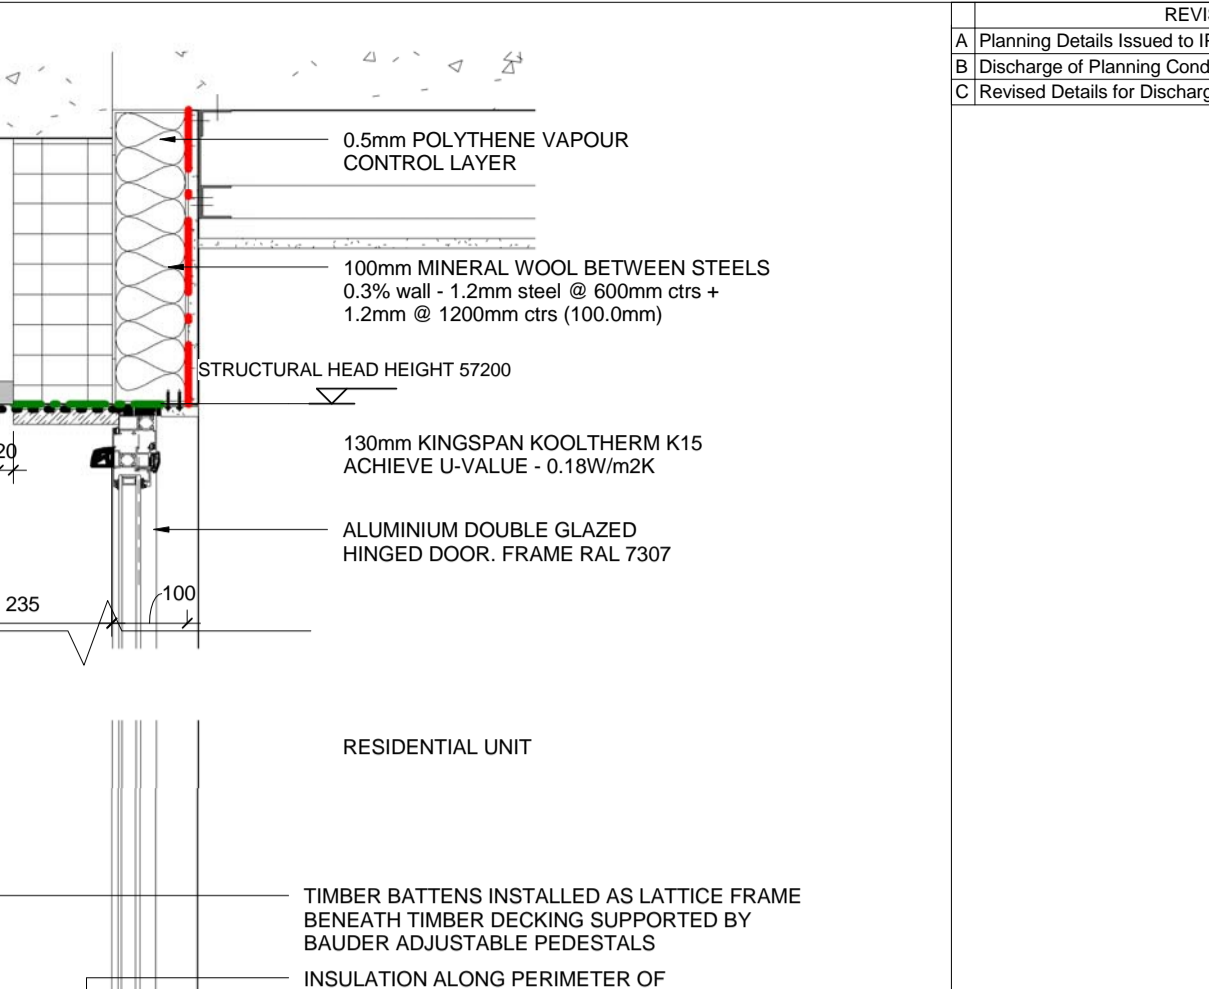 REVI
A Planning Details Issued to
B Discharge of Planning Cond
C Revised Details for Discharg
0.5mm POLYTHENE VAPOUR
CONTROL LAYER
100mm MINERAL WOOL BETWEEN STEELS
0.3% wall - 1.2mm steel @ 600mm ctrs +
1.2mm @ 1200mm ctrs (100.0mm)
STRUCTURAL HEAD HEIGHT 57200
130mm KINGSPAN KOOLTHERM K15
ACHIEVE U-VALUE - 0.18W/m2K
20
ALUMINIUM DOUBLE GLAZED
HINGED DOOR. FRAME RAL 7307
100
235
RESIDENTIAL UNIT
TIMBER BATTENS INSTALLED AS LATTICE FRAME
BENEATH TIMBER DECKING SUPPORTED BY
BAUDER ADJUSTABLE PEDESTALS
INSULATION ALONG PERIMETER OF